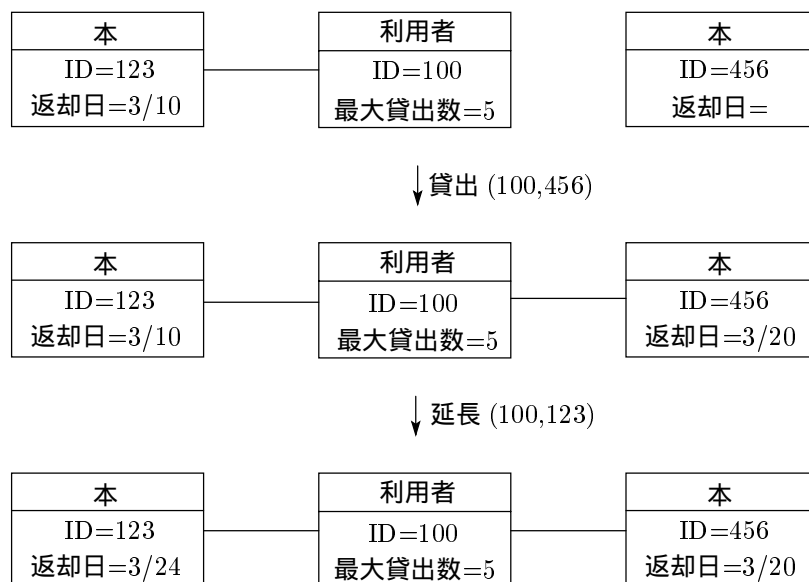 本
ID=123
返却日=3/10
利用者
ID=100
最大貸出数=5
本
ID=456
返却日=
貸出 (100,456)
本
ID=123
返却日=3/10
利用者
ID=100
最大貸出数=5
本
ID=456
返却日=3/20
延長 (100,123)
本
ID=123
返却日=3/24
利用者
ID=100
最大貸出数=5
本
ID=456
返却日=3/20